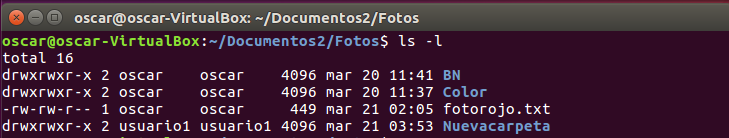 oscar@oscar-VirtualBox: ~/Documentos2/Fotos
oscar@oscar-VirtualBox:~/Documentos2/Fotos$ ls -l
total 16
drwxrwxr-x 2 oscar    oscar    4096 mar 20 11:41 BN
drwxrwxr-x 2 oscar    oscar    4096 mar 20 11:37 Color
-rw-rw-r-- 1 oscar    oscar     449 mar 21 02:05 fotorojo.txt
drwxrwxr-x 2 usuario1 usuario1 4096 mar 21 03:53 Nuevacarpeta